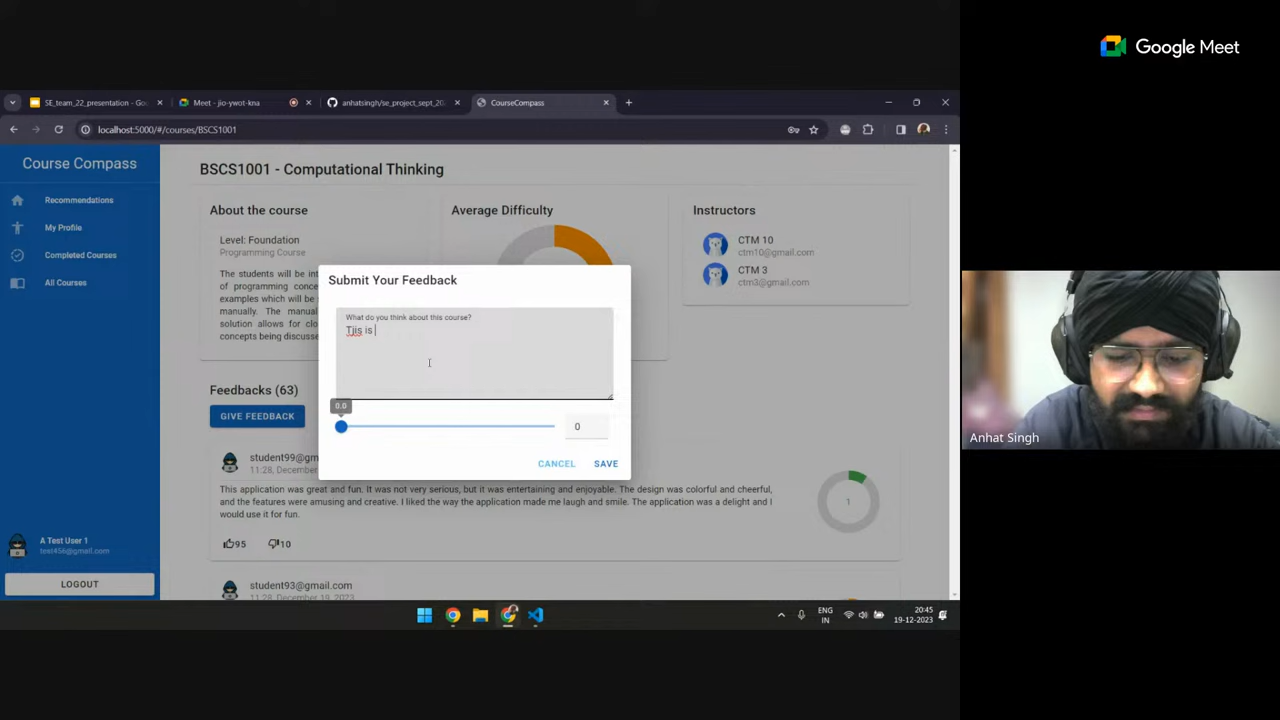 Google Meet
SE_team_22_presentation - Goo
Meet - jio-ywot-kna
anhatsingh/se_project_sept_20
CourseCompass
localhost:5000/#/courses/BSCS1001
Course Compass
Recommendations
My Profile
Completed Courses
All Courses
A Test User 1
test456@gmail.com
LOGOUT
BSCS1001 - Computational Thinking
About the course
Level: Foundation
Programming Course
The students will be int
of programming conce
examples which will be s
manually. The manual
solution allows for clo
concepts being discusse
Average Difficulty
Instructors
CTM 10
ctm10@gmail.com
CTM 3
ctm3@gmail.com
Submit Your Feedback
What do you think about this course?
Tjis is
0.0
0
CANCEL
SAVE
Feedbacks (63)
GIVE FEEDBACK
student99@gm
11:28, December
This application was great and fun. It was not very serious, but it was entertaining and enjoyable. The design was colorful and cheerful,
and the features were amusing and creative. I liked the way the application made me laugh and smile. The application was a delight and I
would use it for fun.
1
95
10
student93@gmail.com
11:28, December 19, 2023
ENG
IN
20:45
19-12-2023
Anhat Singh